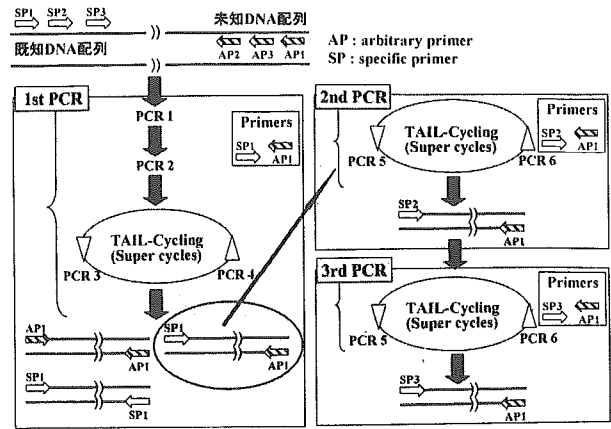 SP1 SP2 SP3
未知DNA配列
既知DNA配列
AP2 AP3 AP1
AP : arbitrary primer
SP : specific primer
1st PCR
PCR 1
PCR 2
Primers
SP1
AP1
TAIL-Cycling
(Super cycles)
PCR 3
PCR 4
AP1
AP1
SP1
AP1
SP1
SP1
2nd PCR
TAIL-Cycling
(Super cycles)
PCR 5
PCR 6
Primers
SP2
AP1
SP2
AP1
3rd PCR
TAIL-Cycling
(Super cycles)
PCR 5
PCR 6
Primers
SP3
AP1
SP3
AP1